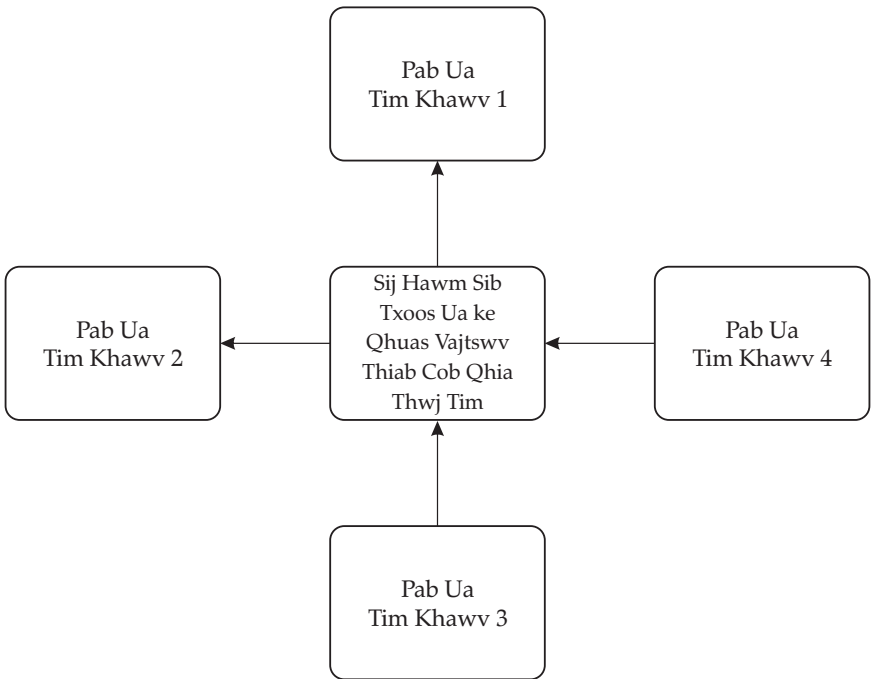 Pab Ua
Tim Khawv 1
Pab Ua
Tim Khawv 2
Sij Hawm Sib
Txoos Ua ke
Qhuas Vajtswv
Thiab Cob Qhia
Thwj Tim
Pab Ua
Tim Khawv 4
Pab Ua
Tim Khawv 3